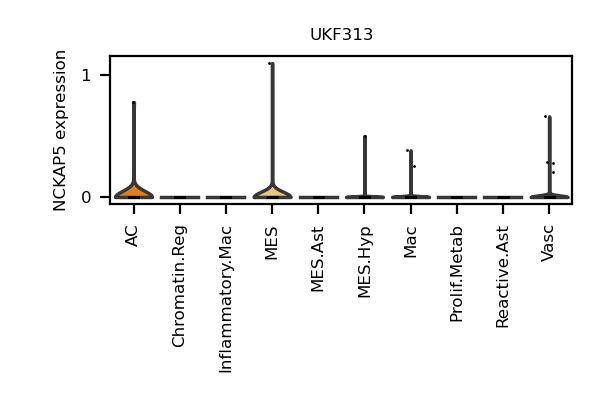 UKF313
NCKAP5 expression
1
0
AC
Chromatin.Reg
Inflammatory.Mac
MES
MES.Ast
MES.Hyp
Mac
Prolif.Metab
Reactive.Ast
Vasc